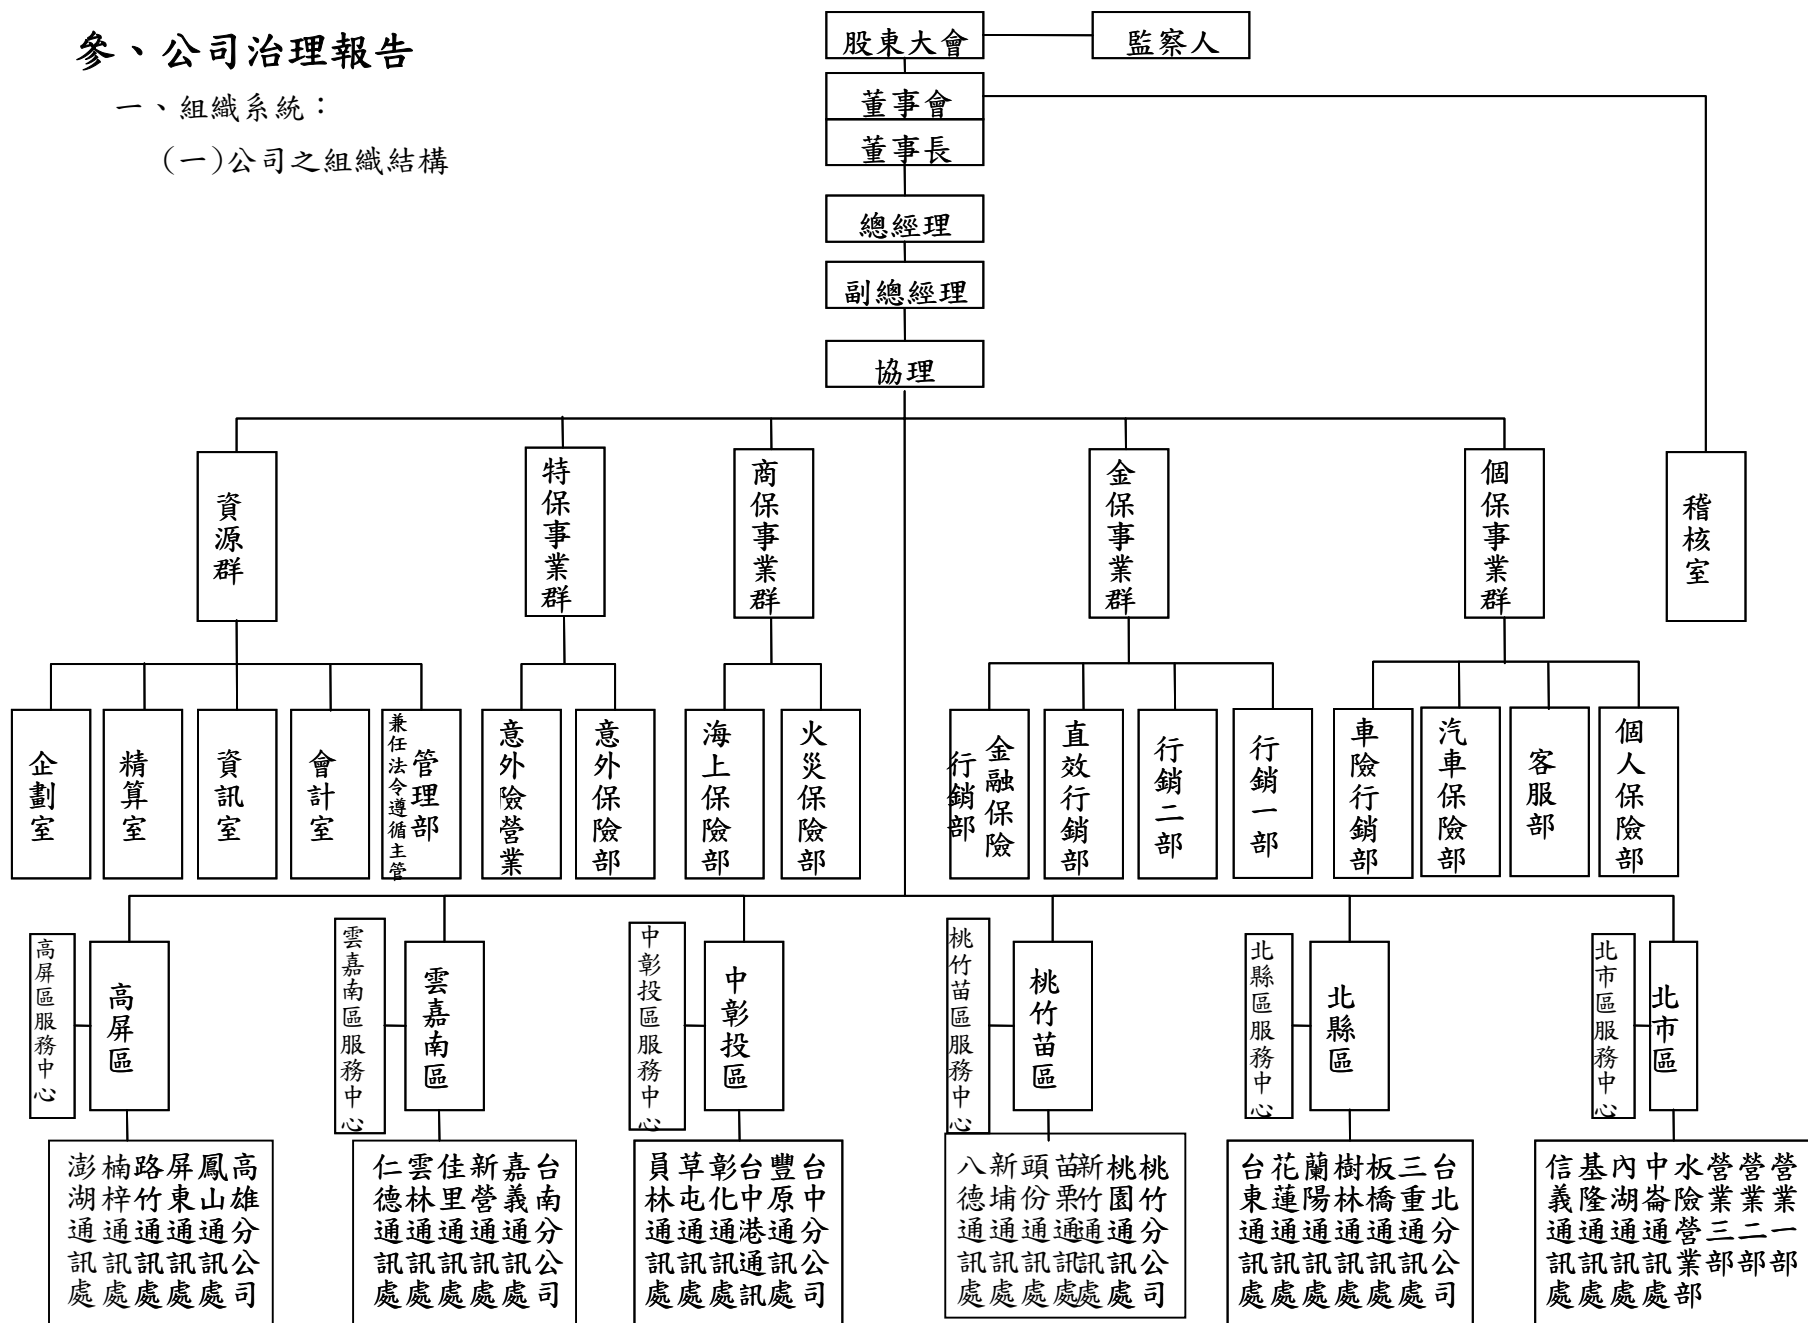 參、公司治理報告
一、組織系統：
(一)公司之組織結構
股東大會
監察人
董事會
董事長
總經理
副總經理
協理
資源群
特保事業群
商保事業群
金保事業群
個保事業群
稽核室
企劃室
精算室
資訊室
會計室
管理部
兼任法令遵循主管
意外險營業
意外保險部
海上保險部
火災保險部
金融保險
行銷部
直效行銷部
行銷二部
行銷一部
車險行銷部
汽車保險部
客服部
個人保險部
高屏區服務中心
高屏區
雲嘉南區服務中心
雲嘉南區
中彰投區服務中心
中彰投區
桃竹苗區服務中心
桃竹苗區
北縣區服務中心
北縣區
北市區服務中心
北市區
高雄分公司
鳳山通訊處
屏東通訊處
路竹通訊處
楠梓通訊處
澎湖通訊處
台南分公司
嘉義通訊處
新營通訊處
佳里通訊處
雲林通訊處
仁德通訊處
台中分公司
豐原通訊處
台中港通訊
彰化通訊處
草屯通訊處
員林通訊處
桃竹分公司
桃園通訊處
新竹通訊處
苗栗通訊處
頭份通訊處
新埔通訊處
八德通訊處
台北分公司
三重通訊處
板橋通訊處
樹林通訊處
蘭陽通訊處
花蓮通訊處
台東通訊處
營業一部
營業二部
營業三部
水險營業部
中崙通訊處
內湖通訊處
基隆通訊處
信義通訊處